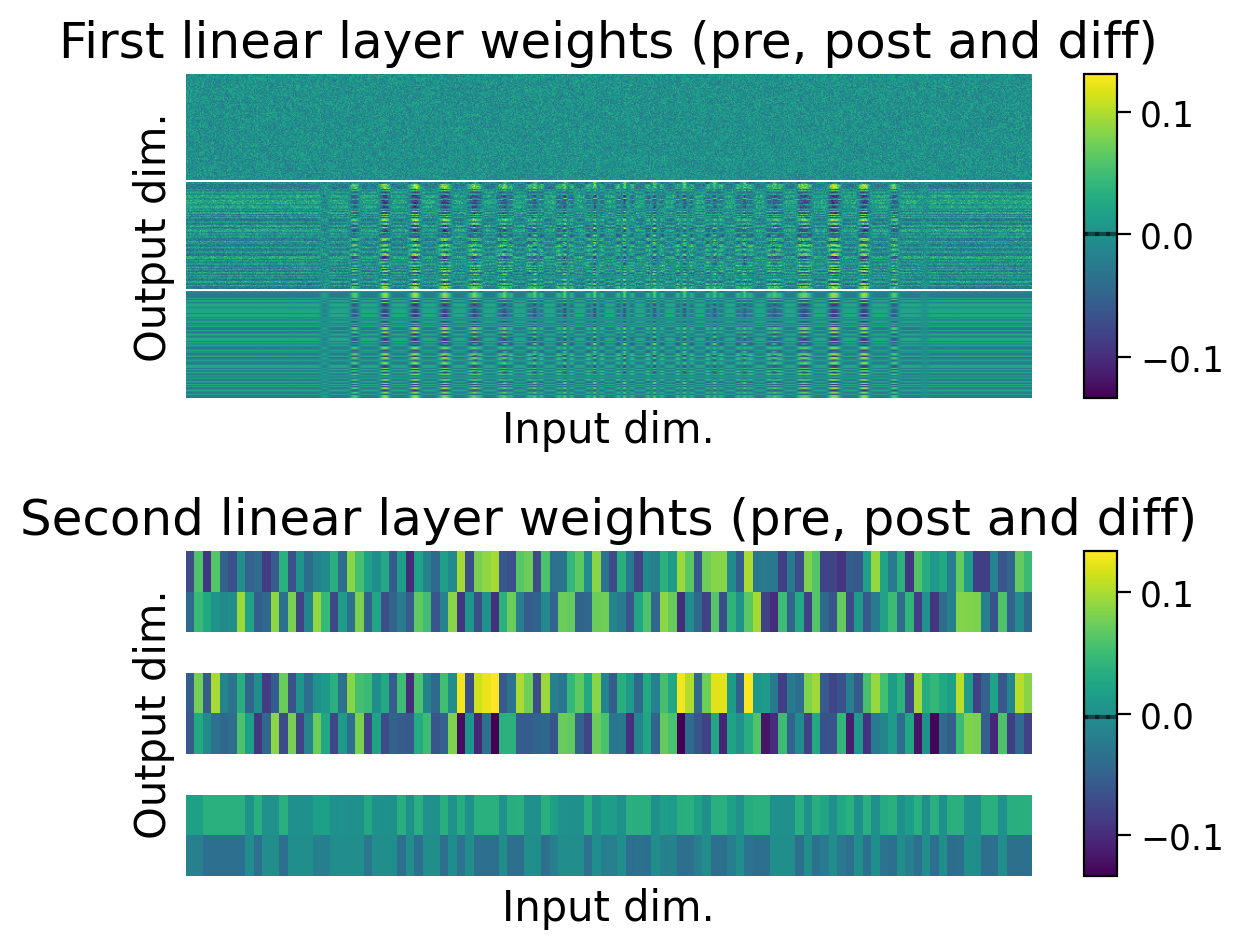 First linear layer weights (pre, post and diff)
Output dim.
0.1
0.0
−0.1
Input dim.
Second linear layer weights (pre, post and diff)
Output dim.
0.1
0.0
−0.1
Input dim.